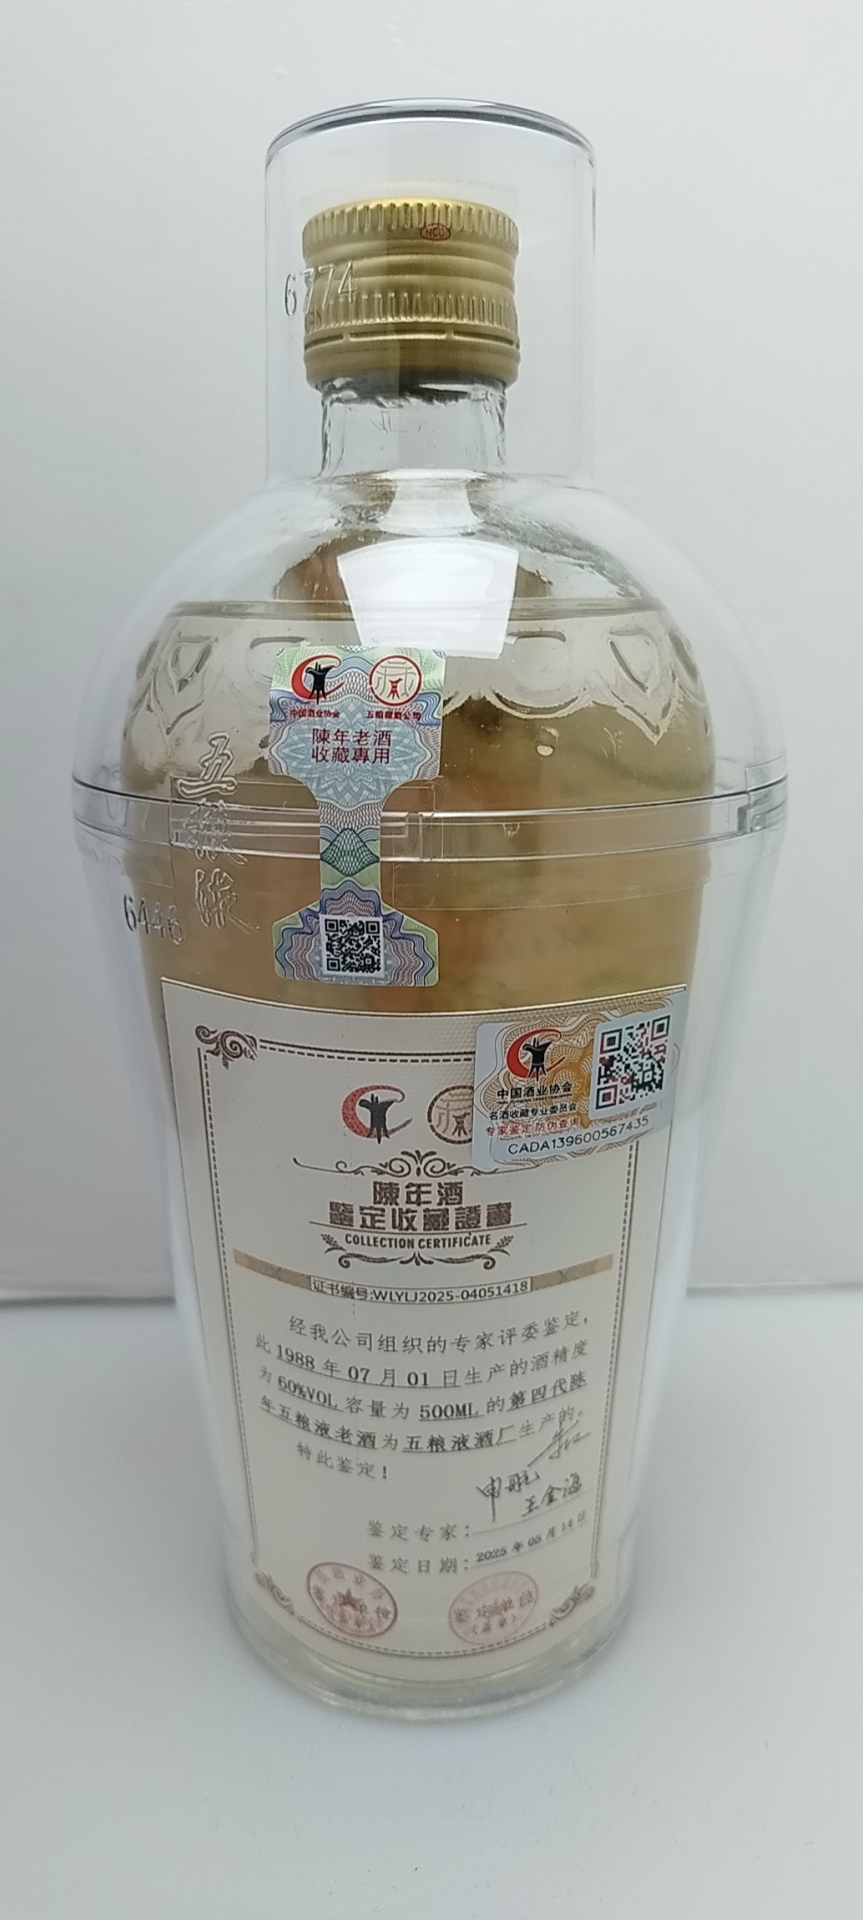 NCU
6774
中国酒业协会
五粮藏爵公司
陳年老酒
收藏專用
五粮液
6446
中国酒业协会
名酒收藏专业委员会
专家鉴定防伪查询
CADA139600567435
陳年酒
鑒定收藏證書
COLLECTION CERTIFICATE
证书编号:WLYLJ2025-04051418
经我公司组织的专家评委鉴定,
此1988年07月01日生产的酒精度
为60%VOL容量为500ML的第四代陈
年五粮液老酒为五粮液酒厂生产的。
特此鉴定!
申航
王金海
鉴定专家:
鉴定日期:2025年05月14日